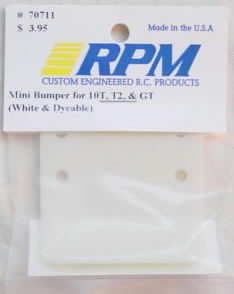 # 70711
Made in the U.S.A
$ 3.95
RPM
CUSTOM ENGINEERED R.C. PRODUCTS
Mini Bumper for 10T, T2, & GT
(White & Dyeable)